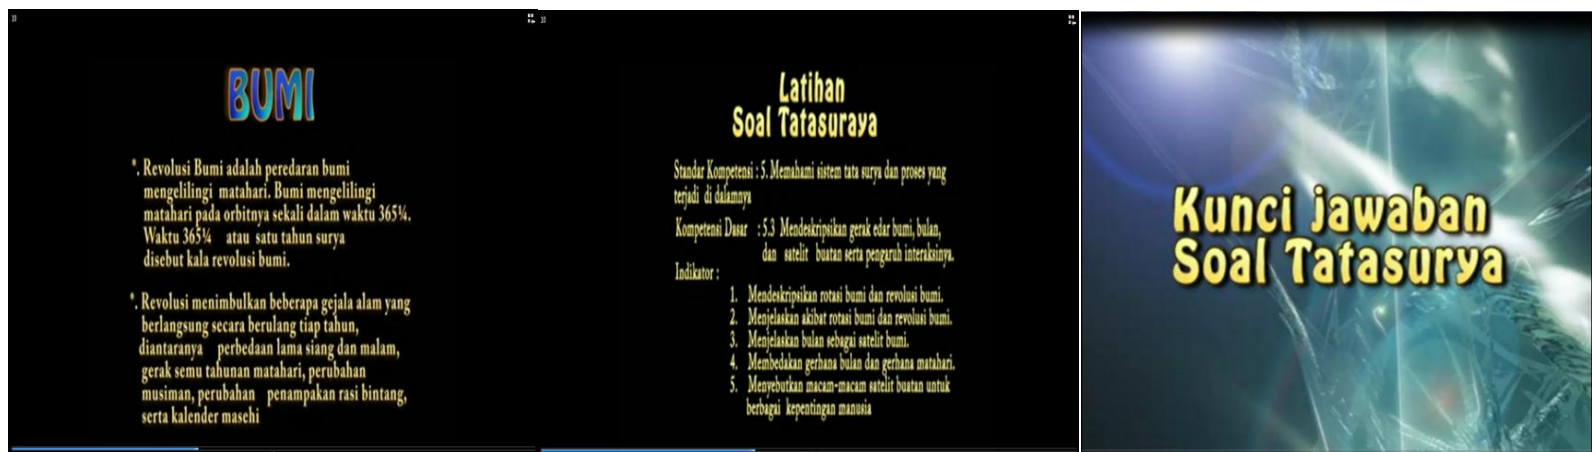 BUMI
*. Revolusi Bumi adalah peredaran bumi
mengelilingi matahari. Bumi mengelilingi
matahari pada orbitnya sekali dalam waktu 365¼.
Waktu 365¼ atau satu tahun surya
disebut kala revolusi bumi.
*. Revolusi menimbulkan beberapa gejala alam yang
berlangsung secara berulang tiap tahun,
diantaranya perbedaan lama siang dan malam,
gerak semu tahunan matahari, perubahan
musiman, perubahan penampakan rasi bintang,
serta kalender masehi
Latihan
Soal Tatasuraya
Standar Kompetensi : 5. Memahami sistem tata surya dan proses yang
terjadi di dalamnya
Kompetensi Dasar : 5.3 Mendeskripsikan gerak edar bumi, bulan,
dan satelit buatan serta pengaruh interaksinya.
Indikator :
1. Mendeskripsikan rotasi bumi dan revolusi bumi.
2. Menjelaskan akibat rotasi bumi dan revolusi bumi.
3. Menjelaskan bulan sebagai satelit bumi.
4. Membedakan gerhana bulan dan gerhana matahari.
5. Menyebutkan macam-macam satelit buatan untuk
berbagai kepentingan manusia
Kunci jawaban
Soal Tatasurya